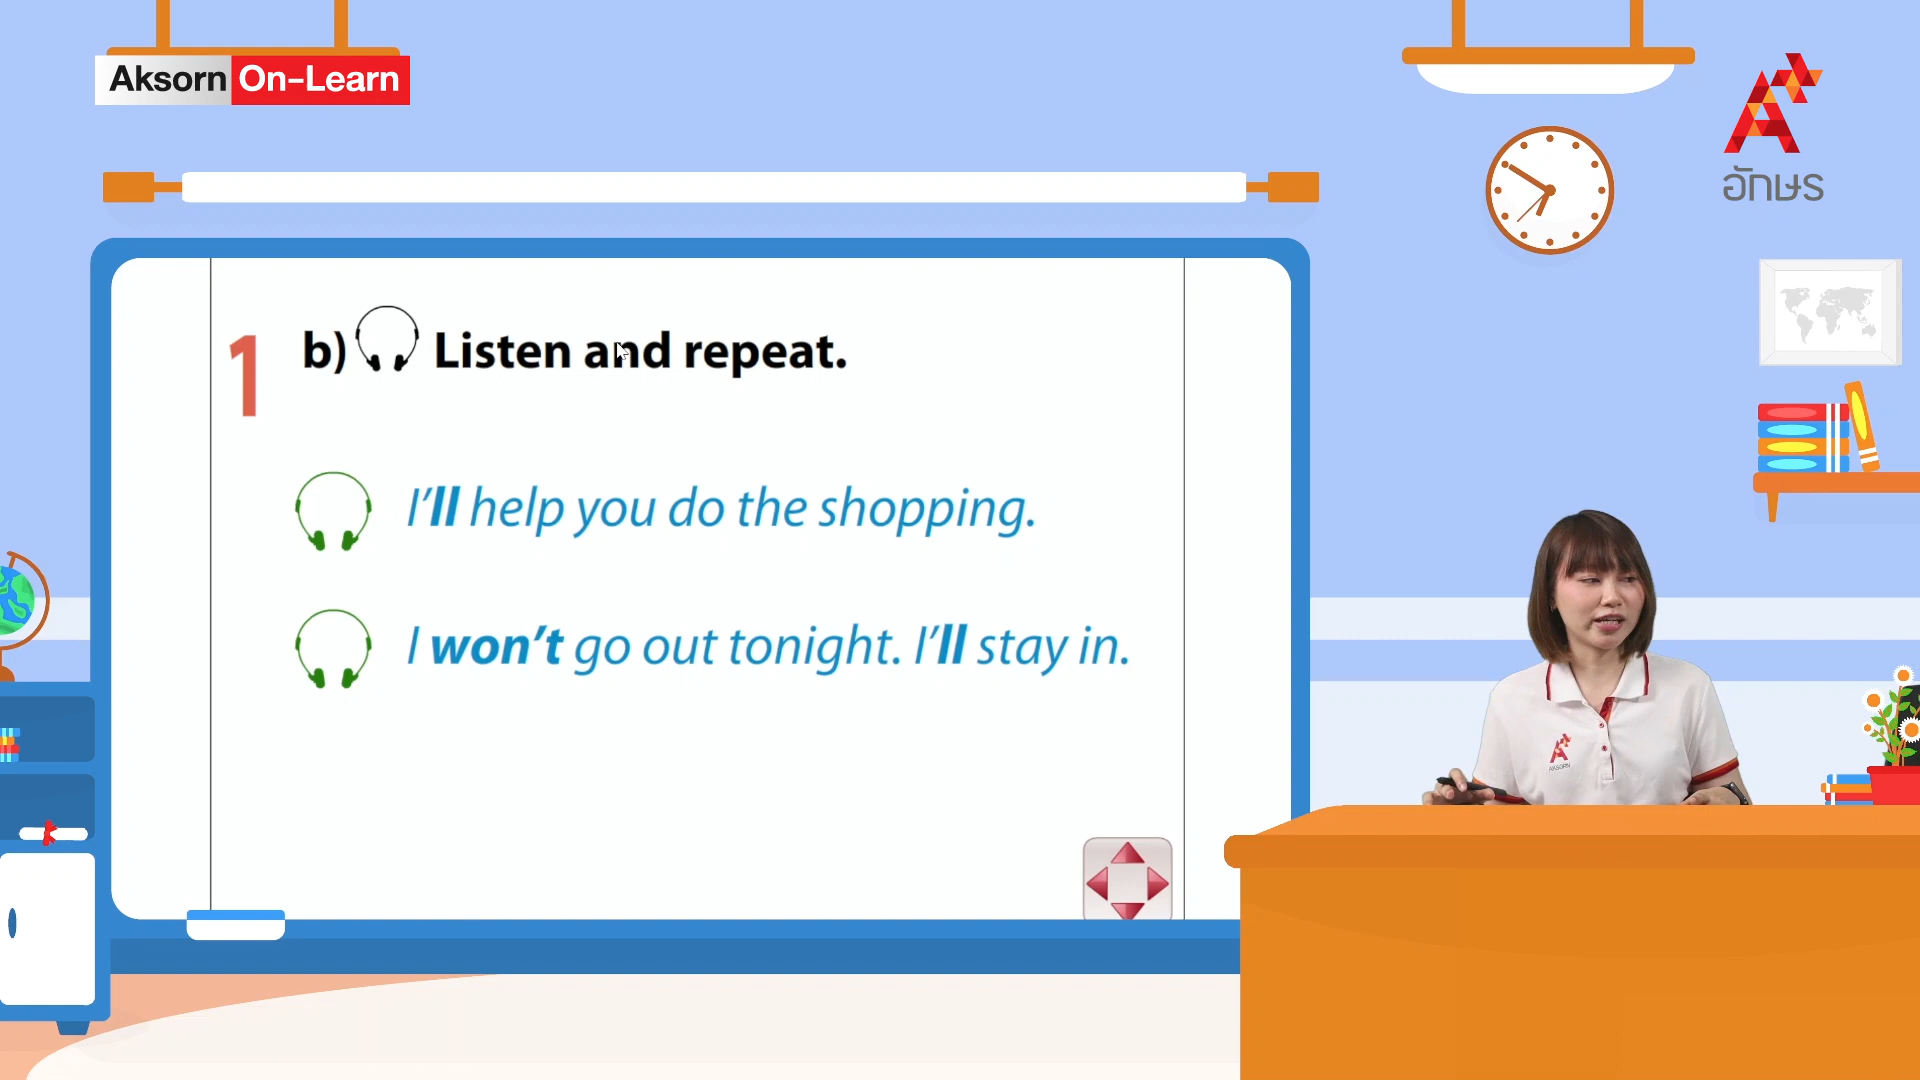 Aksorn On-Learn
อักษร
1 b) Listen and repeat.
I'll help you do the shopping.
I won't go out tonight. I'll stay in.
AKSORN